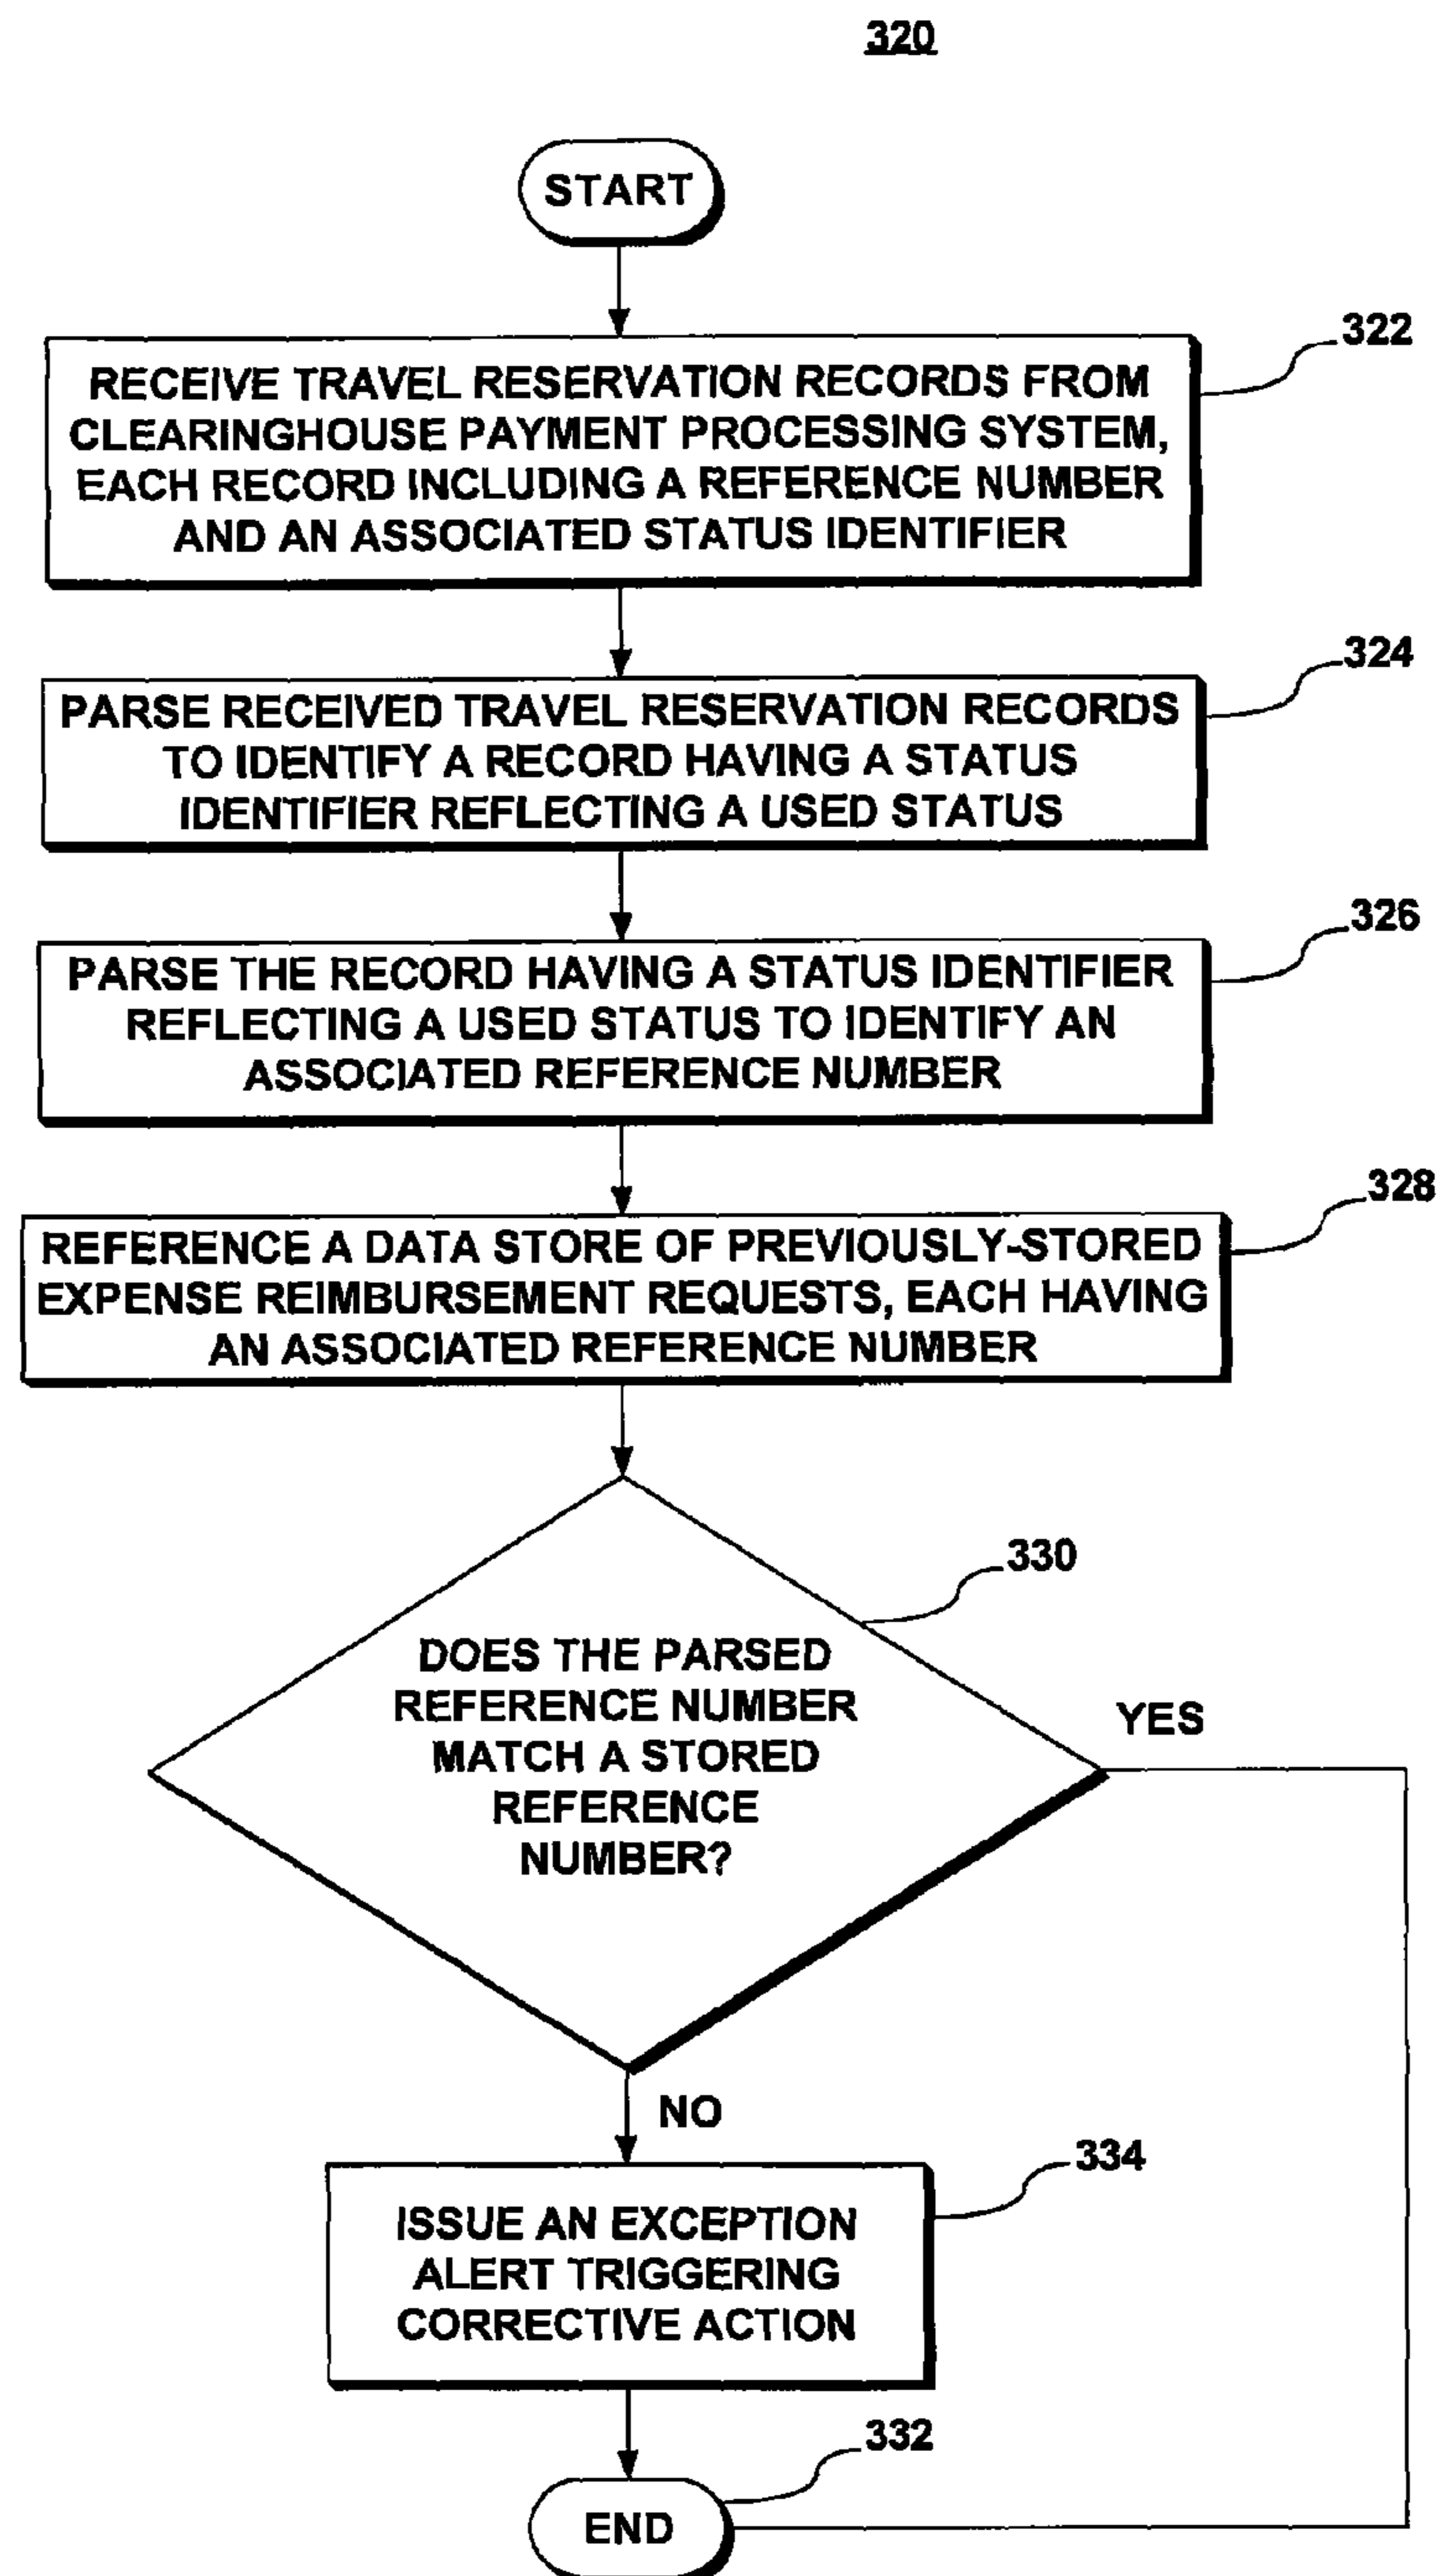 320
START
322
RECEIVE TRAVEL RESERVATION RECORDS FROM
CLEARINGHOUSE PAYMENT PROCESSING SYSTEM,
EACH RECORD INCLUDING A REFERENCE NUMBER
AND AN ASSOCIATED STATUS IDENTIFIER
324
PARSE RECEIVED TRAVEL RESERVATION RECORDS
TO IDENTIFY A RECORD HAVING A STATUS
IDENTIFIER REFLECTING A USED STATUS
326
PARSE THE RECORD HAVING A STATUS IDENTIFIER
REFLECTING A USED STATUS TO IDENTIFY AN
ASSOCIATED REFERENCE NUMBER
328
REFERENCE A DATA STORE OF PREVIOUSLY-STORED
EXPENSE REIMBURSEMENT REQUESTS, EACH HAVING
AN ASSOCIATED REFERENCE NUMBER
330
DOES THE PARSED
REFERENCE NUMBER
MATCH A STORED
REFERENCE
NUMBER?
YES
NO
334
ISSUE AN EXCEPTION
ALERT TRIGGERING
CORRECTIVE ACTION
332
END